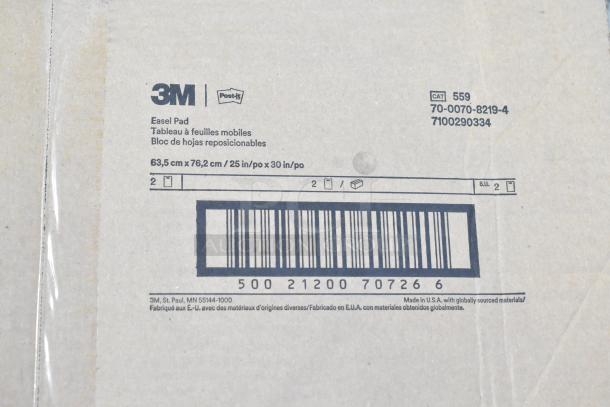 3M | Post-it
Easel Pad
Tableau à feuilles mobiles
Bloc de hojas reposicionables
63,5 cm x 76,2 cm / 25 in/po x 30 in/po
CAT 559
70-0070-8219-4
7100290334
2 2 / S.U. 2
AUCTION
500 21200 70726 6
3M, St. Paul, MN 55144-1000
Made in U.S.A. with globally sourced materials/
Fabriqué aux É.-U. avec des matériaux d'origines diverses/Fabricado en E.U.A. con materiales obtenidos globalmente.